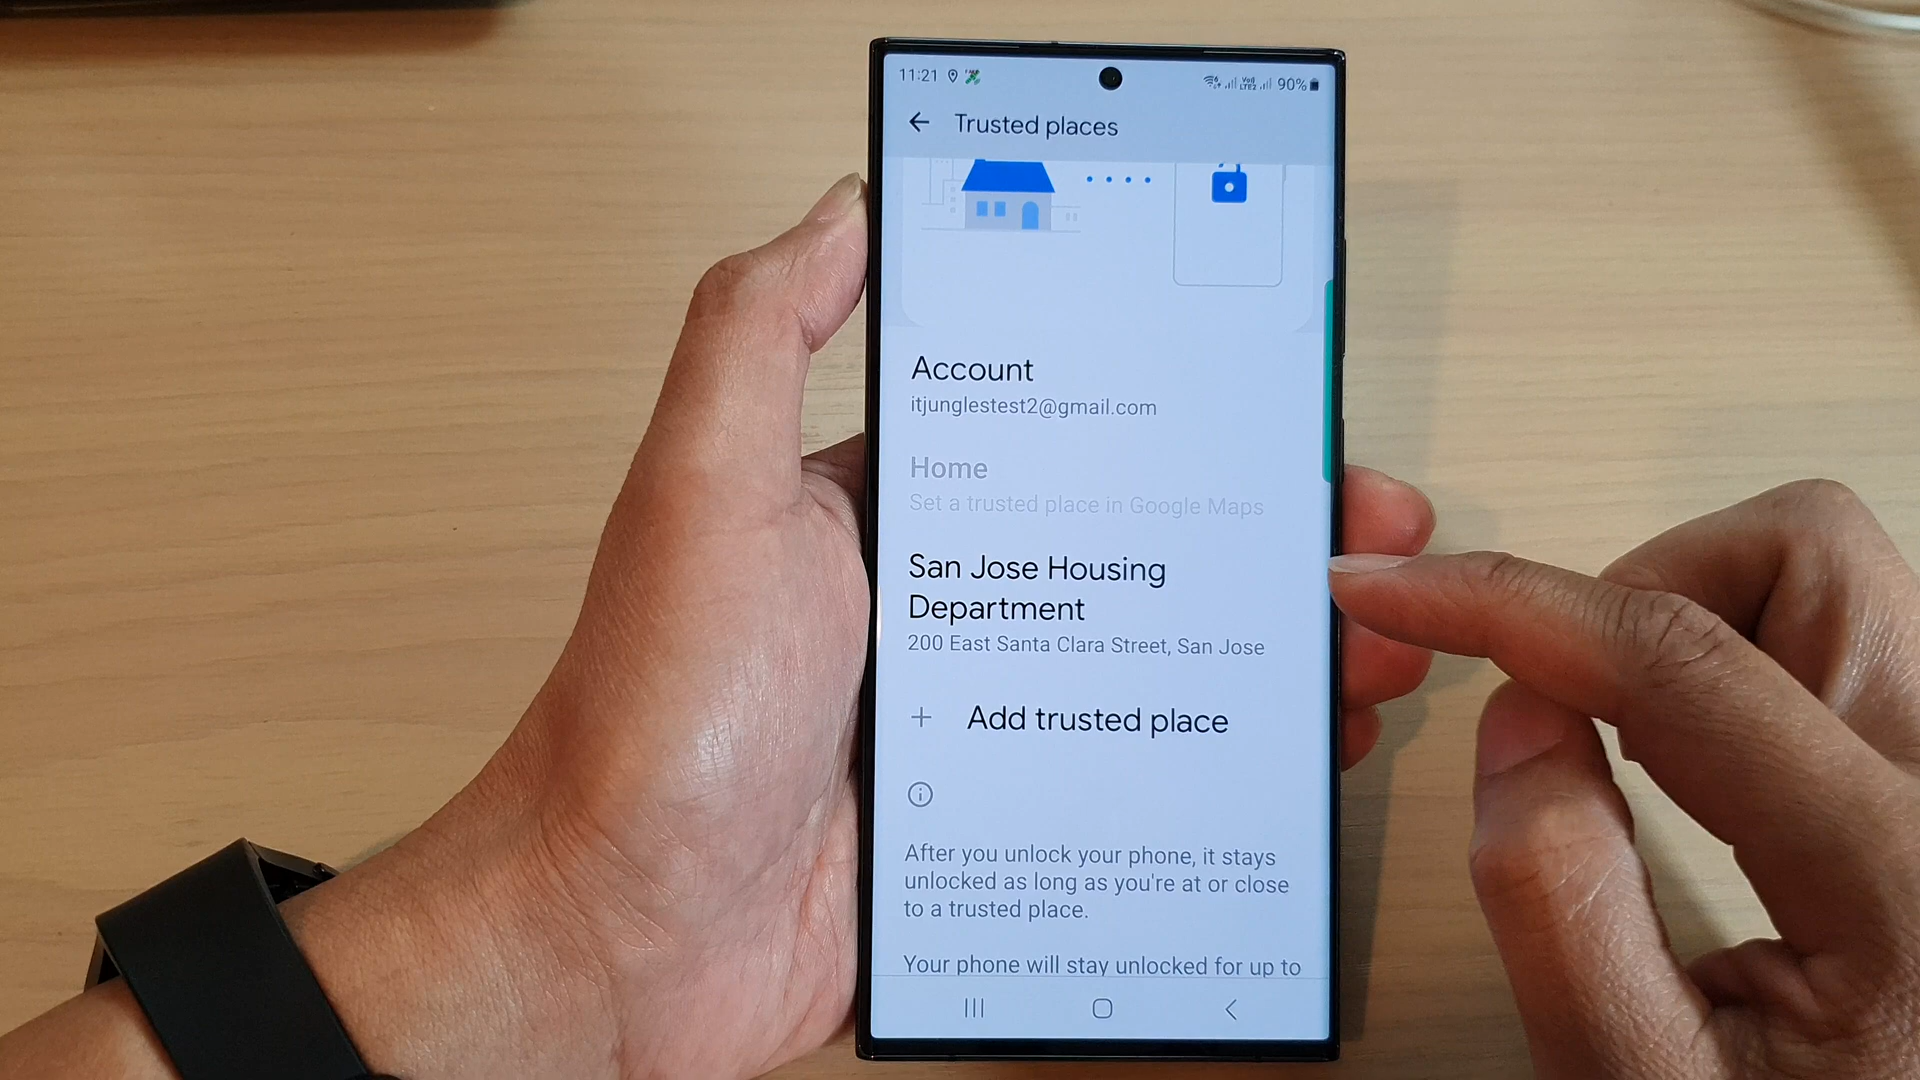 11:21 90%
Trusted places
Account
itjunglestest2@gmail.com
Home
Set a trusted place in Google Maps
San Jose Housing
Department
200 East Santa Clara Street, San Jose
+ Add trusted place
After you unlock your phone, it stays
unlocked as long as you're at or close
to a trusted place.
Your phone will stay unlocked for up to